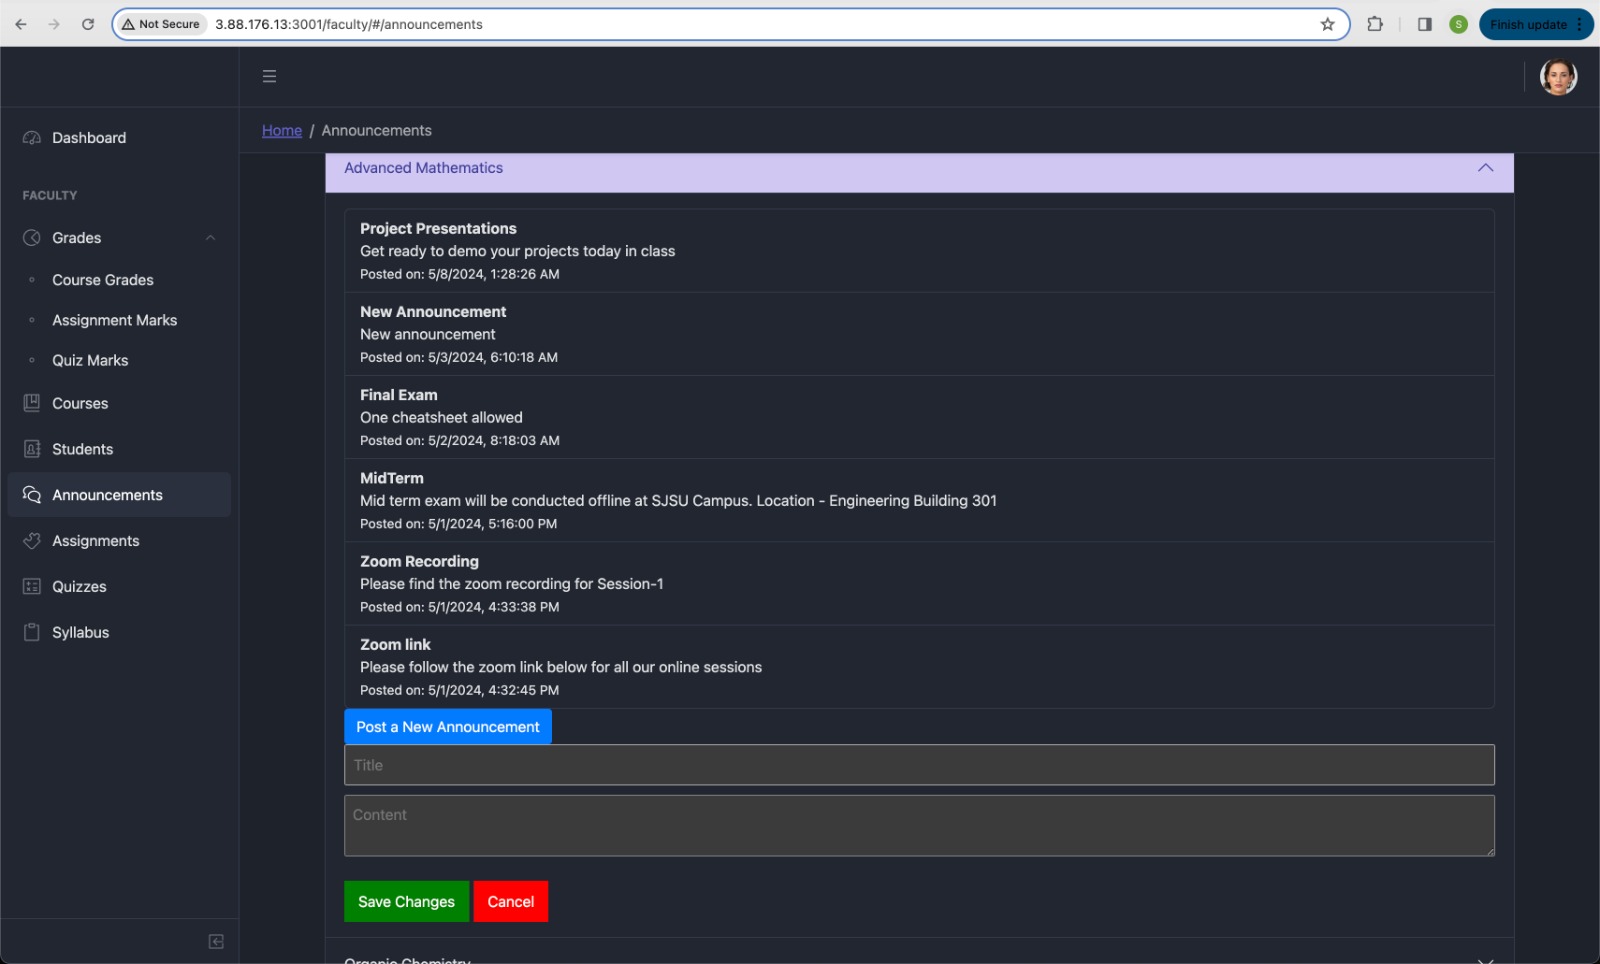 Not Secure 3.88.176.13:3001/faculty/#/announcements S Finish update
Dashboard
FACULTY
Grades
Course Grades
Assignment Marks
Quiz Marks
Courses
Students
Announcements
Assignments
Quizzes
Syllabus
Home / Announcements
Advanced Mathematics
Project Presentations
Get ready to demo your projects today in class
Posted on: 5/8/2024, 1:28:26 AM
New Announcement
New announcement
Posted on: 5/3/2024, 6:10:18 AM
Final Exam
One cheatsheet allowed
Posted on: 5/2/2024, 8:18:03 AM
MidTerm
Mid term exam will be conducted offline at SJSU Campus. Location - Engineering Building 301
Posted on: 5/1/2024, 5:16:00 PM
Zoom Recording
Please find the zoom recording for Session-1
Posted on: 5/1/2024, 4:33:38 PM
Zoom link
Please follow the zoom link below for all our online sessions
Posted on: 5/1/2024, 4:32:45 PM
Post a New Announcement
Title
Content
Save Changes Cancel
Organic Chemistry